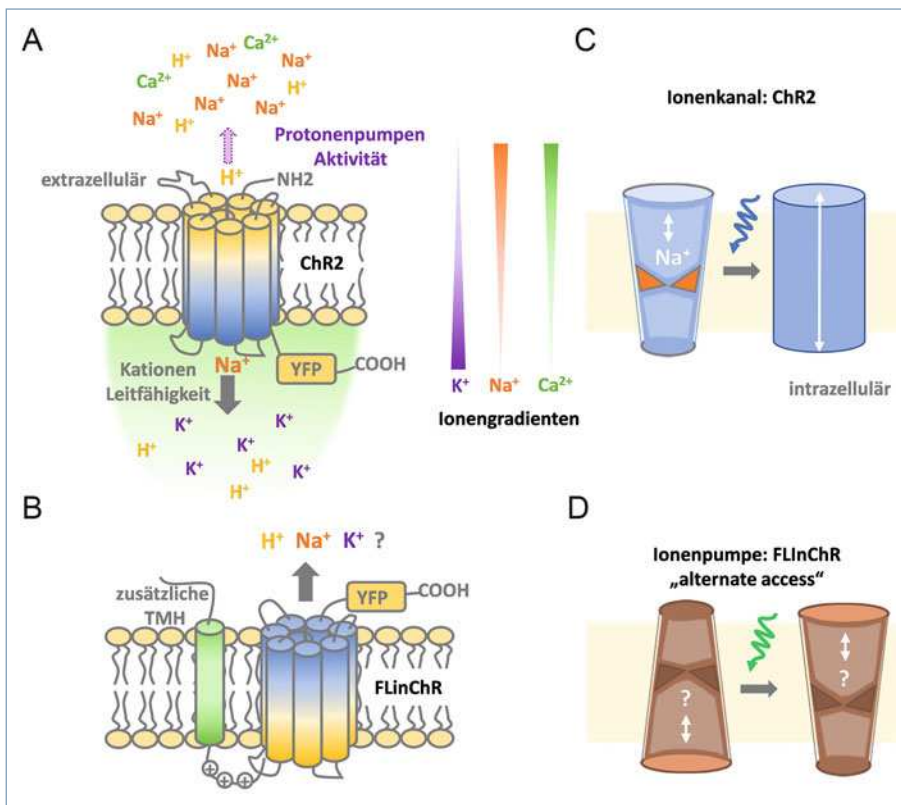 A
Na⁺
Ca²⁺
H⁺
Na⁺
Ca²⁺
Na⁺
H⁺
Na⁺
Na⁺
Na⁺
H⁺
Protonenpumpen
Aktivität
H⁺
extrazellulär
NH2
ChR2
Na⁺
Kationen
Leitfähigkeit
YFP
COOH
K⁺
K⁺
H⁺
H⁺
K⁺
K⁺
H⁺
K⁺ Na⁺ Ca²⁺
Ionengradienten
B
H⁺ Na⁺ K⁺ ?
zusätzliche
TMH
YFP
COOH
FLinChR
+ + +
C
Ionenkanal: ChR2
Na⁺
intrazellulär
D
Ionenpumpe: FLInChR
„alternate access“
?
?